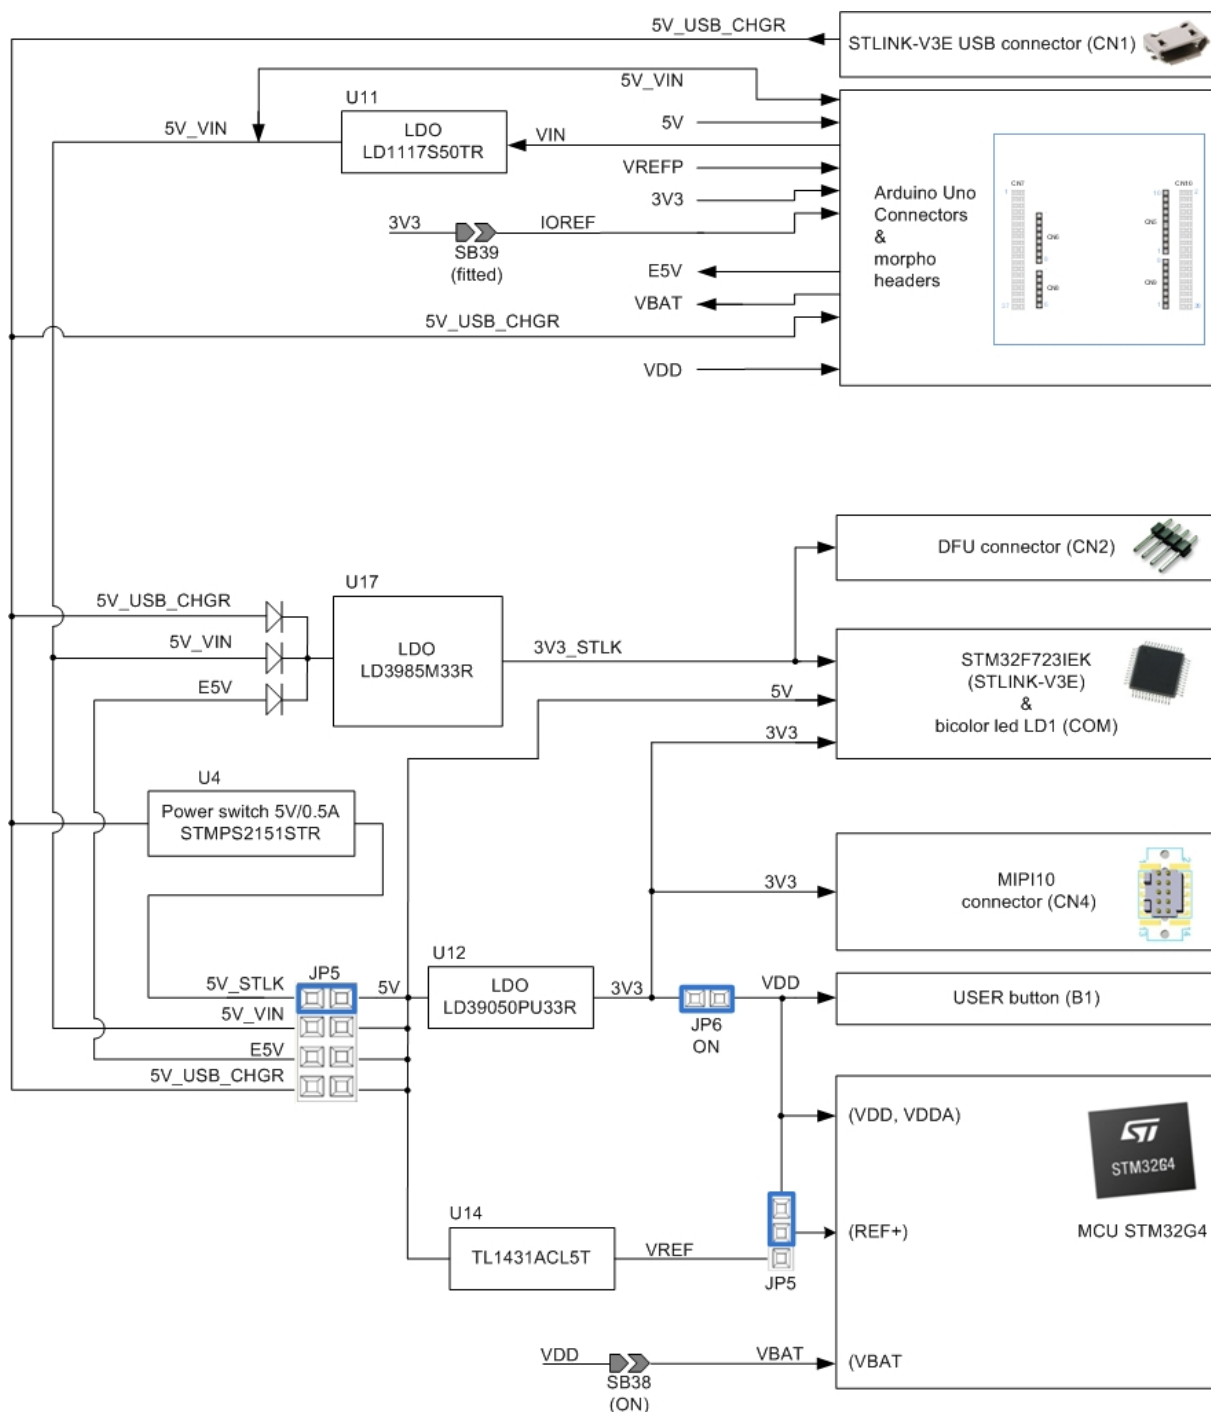 5V_USB_CHGR
STLINK-V3E USB connector (CN1)
5V_VIN
U11
5V_VIN
LDO
LD1117S50TR
VIN
5V
VREFP
3V3
3V3
IOREF
SB39
(fitted)
E5V
VBAT
5V_USB_CHGR
VDD
Arduino Uno
Connectors
&
morpho
headers
CN7
CN10
1
2
DFU connector (CN2)
U17
5V_USB_CHGR
5V_VIN
E5V
LDO
LD3985M33R
3V3_STLK
5V
3V3
STM32F723IEK
(STLINK-V3E)
&
bicolor led LD1 (COM)
U4
Power switch 5V/0.5A
STMPS2151STR
3V3
MIPI10
connector (CN4)
JP5
5V_STLK
5V_VIN
E5V
5V_USB_CHGR
5V
U12
LDO
LD39050PU33R
3V3
JP6
ON
VDD
USER button (B1)
(VDD, VDDA)
STM32G4
MCU STM32G4
(REF+)
U14
TL1431ACL5T
VREF
JP5
VDD
SB38
(ON)
VBAT
(VBAT